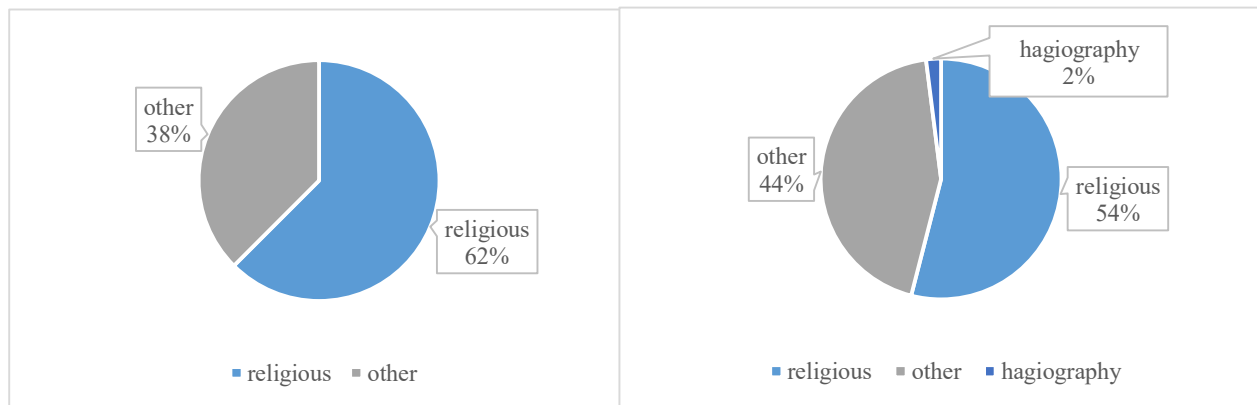 other
38%
religious
62%
religious other
hagiography
2%
other
44%
religious
54%
religious other hagiography